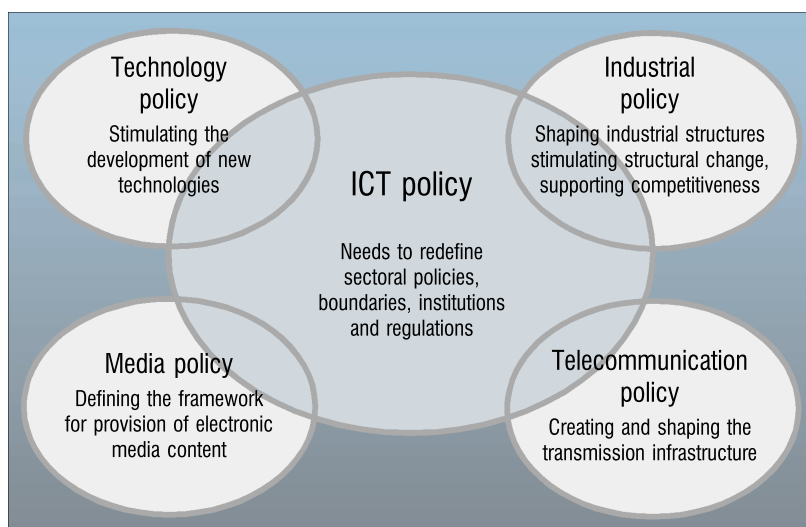 Technology
policy
Stimulating the
development of new
technologies
Industrial
policy
Shaping industrial structures
stimulating structural change,
supporting competitiveness
ICT policy
Needs to redefine
sectoral policies,
boundaries, institutions
and regulations
Media policy
Defining the framework
for provision of electronic
media content
Telecommunication
policy
Creating and shaping the
transmission infrastructure